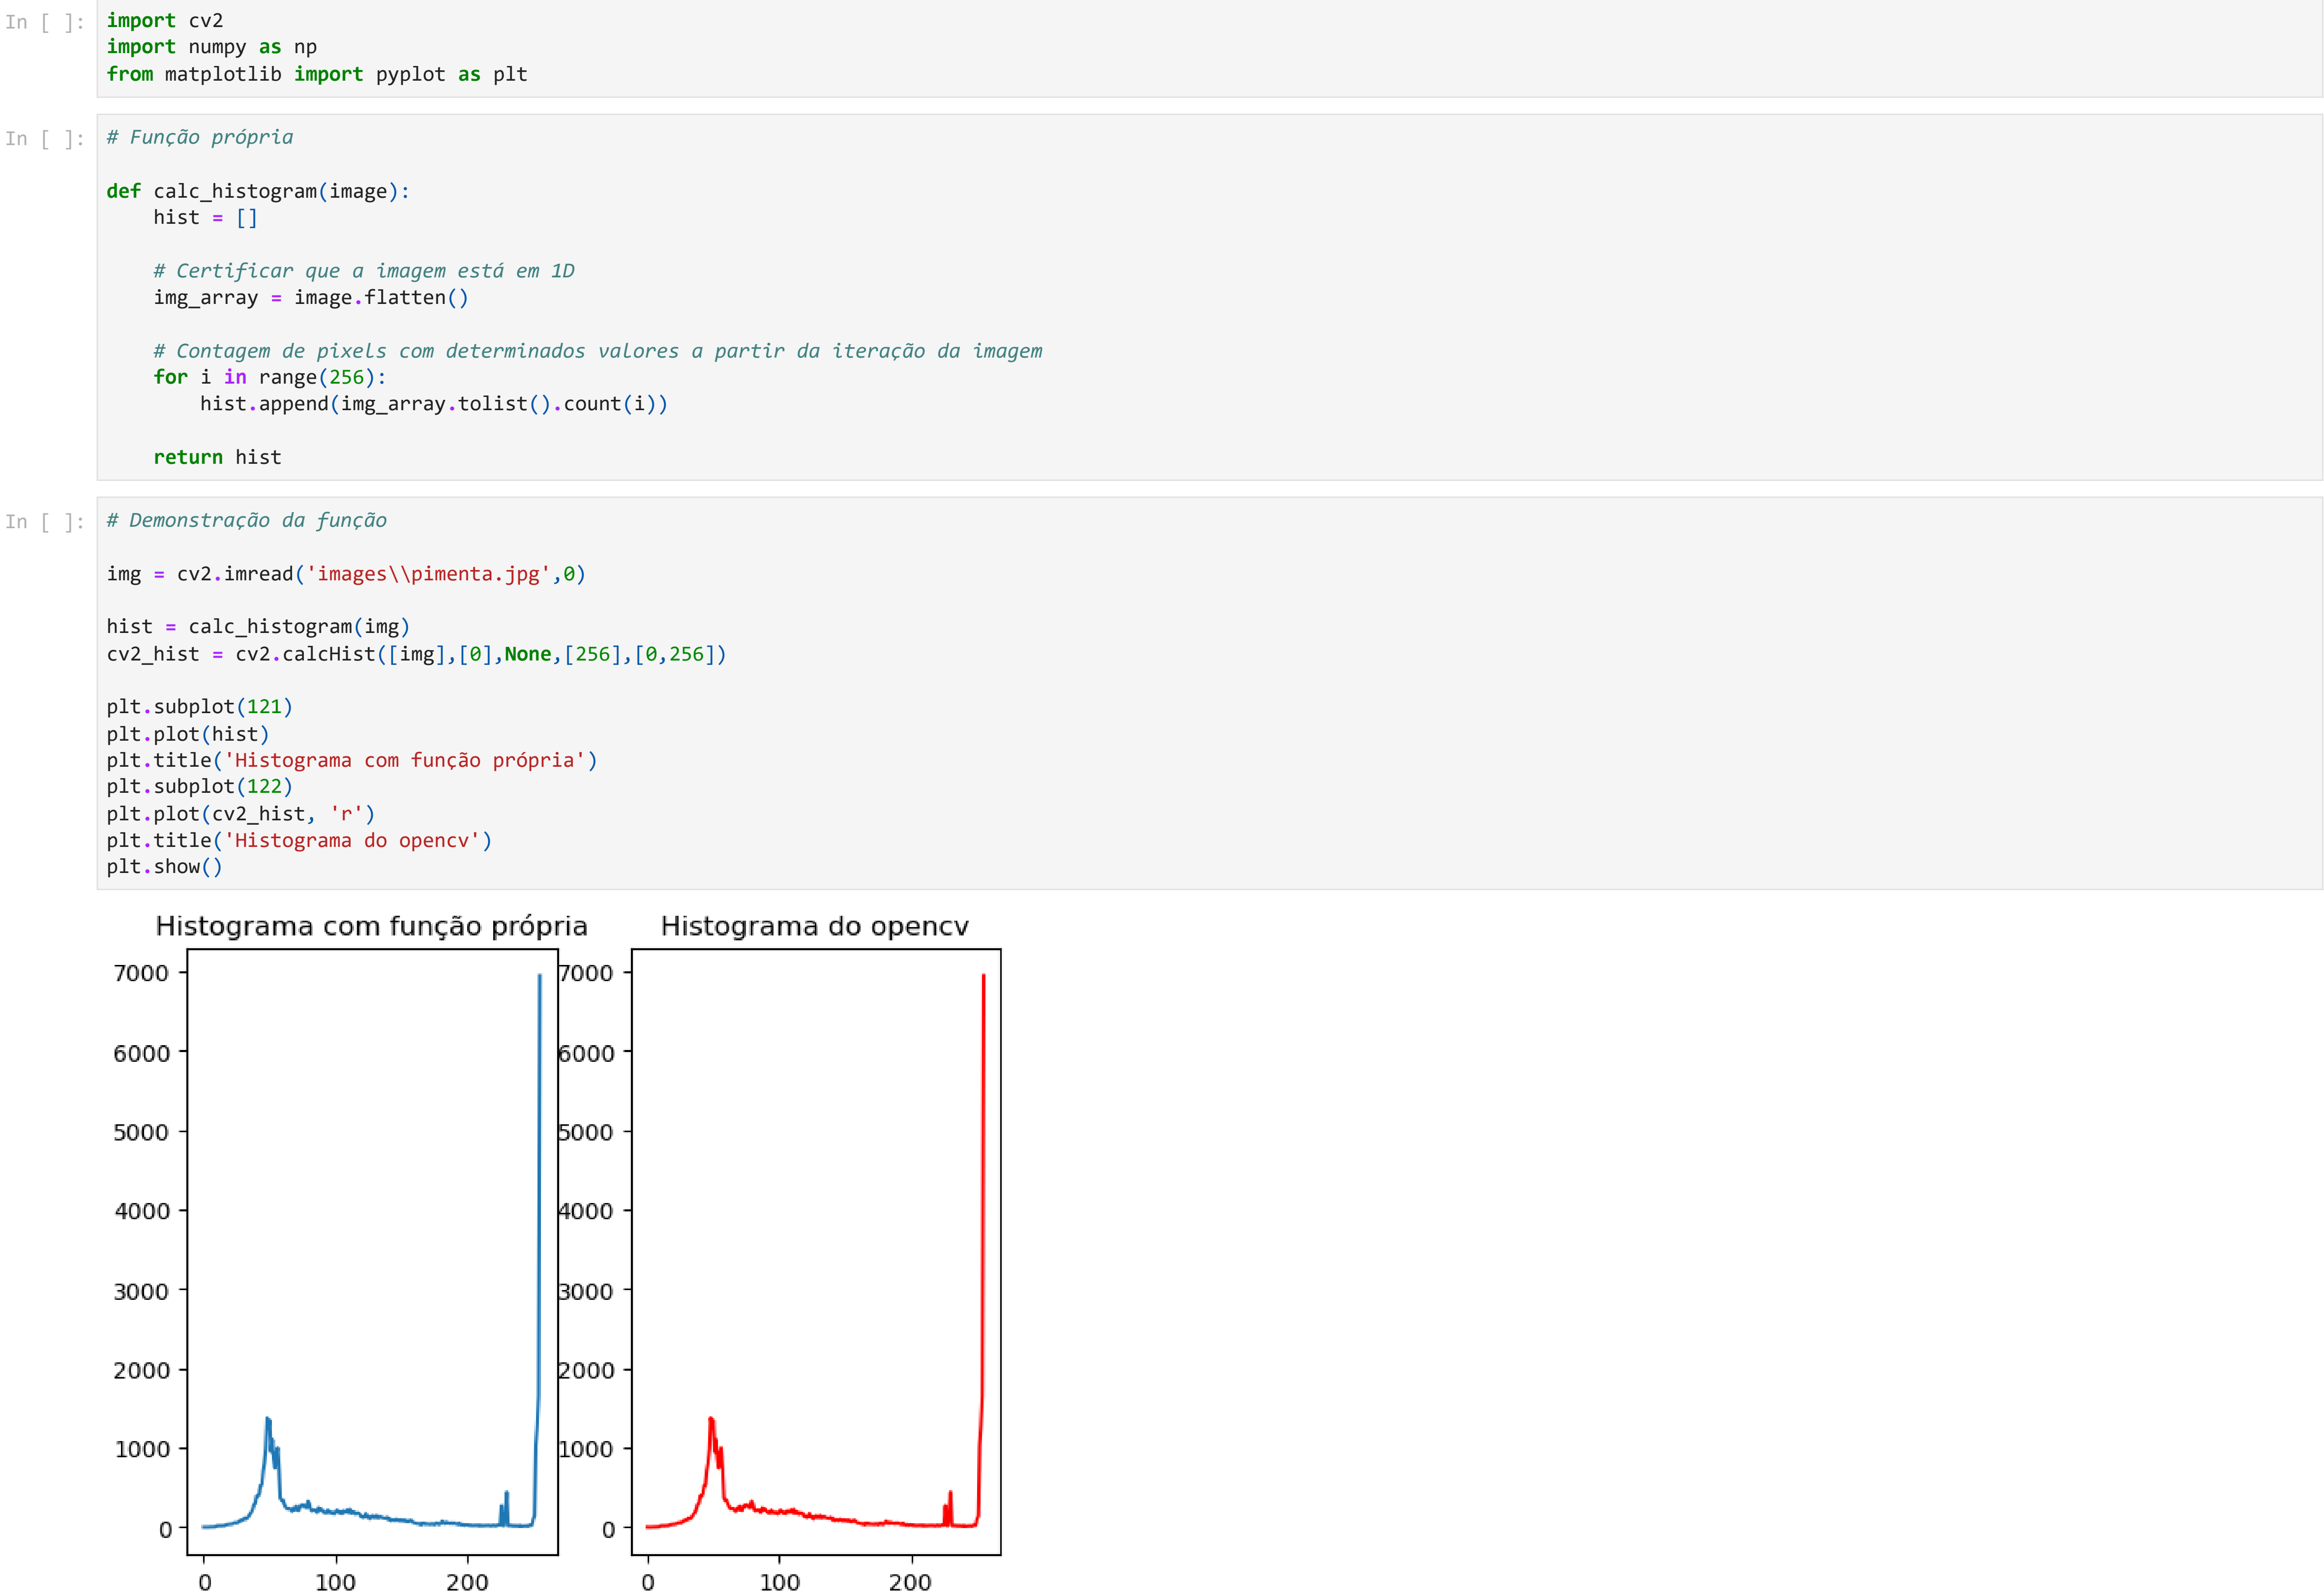 In [ ]: import cv2
import numpy as np
from matplotlib import pyplot as plt
In [ ]: # Função própria
def calc_histogram(image):
    hist = []
    # Certificar que a imagem está em 1D
    img_array = image.flatten()
    # Contagem de pixels com determinados valores a partir da iteração da imagem
    for i in range(256):
        hist.append(img_array.tolist().count(i))
    return hist
In [ ]: # Demonstração da função
img = cv2.imread('images\\pimenta.jpg',0)
hist = calc_histogram(img)
cv2_hist = cv2.calcHist([img],[0],None,[256],[0,256])
plt.subplot(121)
plt.plot(hist)
plt.title('Histograma com função própria')
plt.subplot(122)
plt.plot(cv2_hist, 'r')
plt.title('Histograma do opencv')
plt.show()
Histograma com função própria
7000
6000
5000
4000
3000
2000
1000
0
0 100 200
Histograma do opencv
7000
6000
5000
4000
3000
2000
1000
0
0 100 200